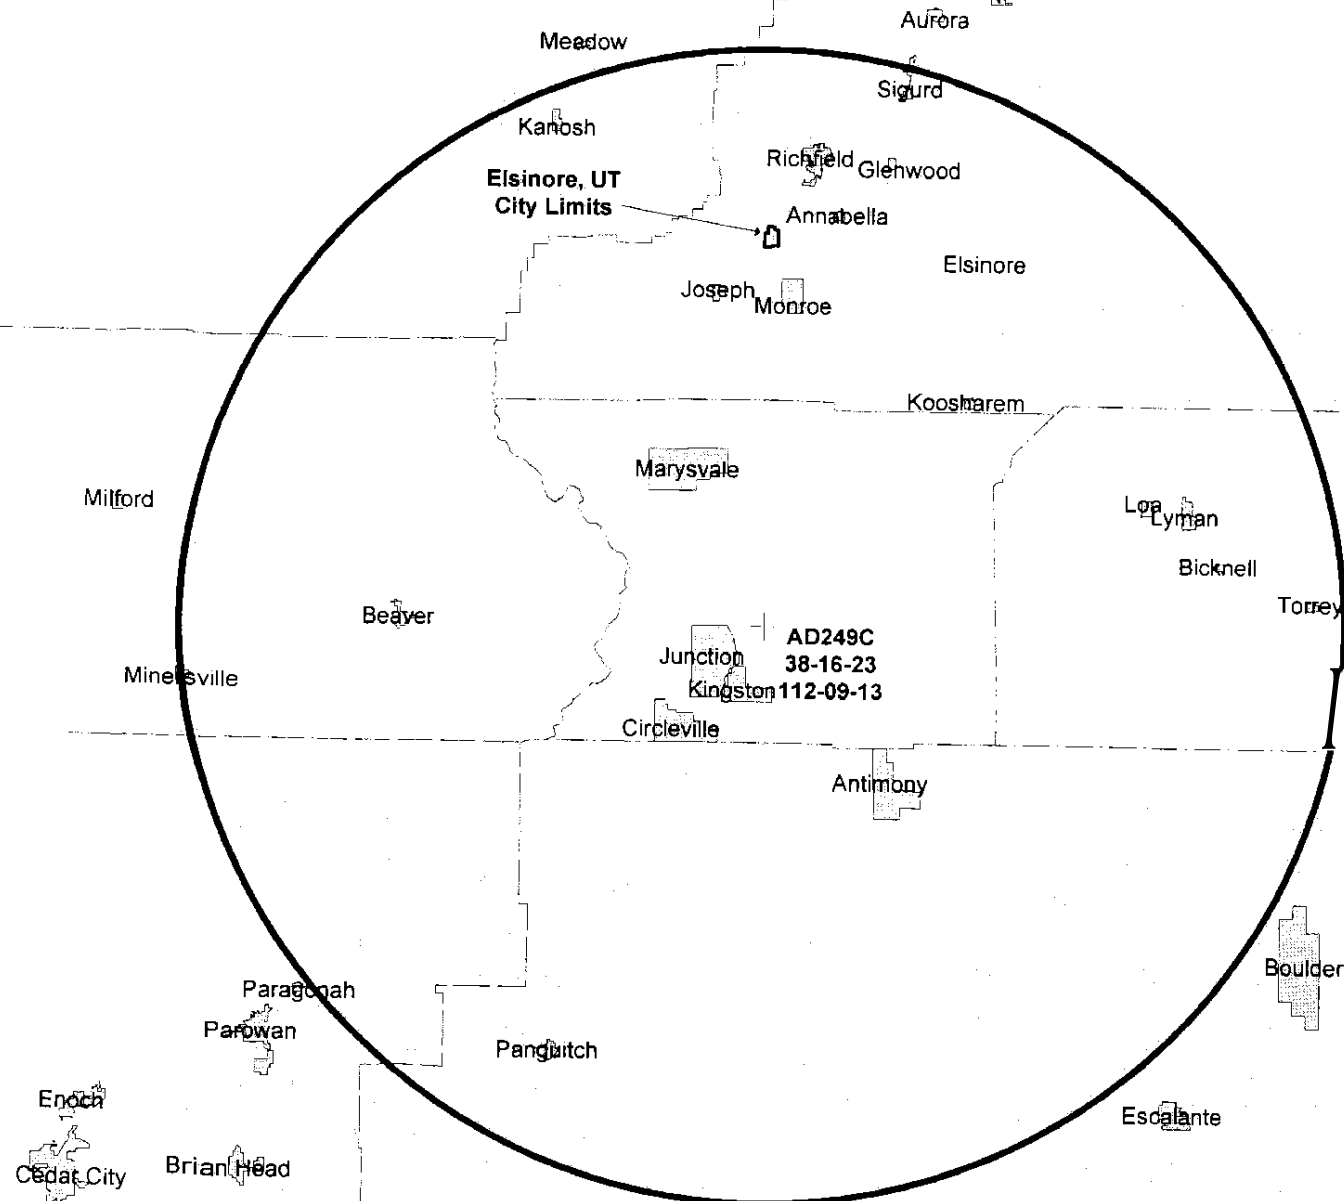 Aurora
Meadow
Sigurd
Kanosh
Richfield
Glenwood
Elsinore, UT
City Limits
Annabella
Elsinore
Joseph
Monroe
Koosharem
Marysvale
Milford
Loa
Lyman
Bicknell
Torrey
Beaver
AD249C
38-16-23
112-09-13
Junction
Kingston
Minersville
Circleville
Antimony
Boulder
Paragonah
Parowan
Panguitch
Enoch
Escalante
Brian Head
Cedar City